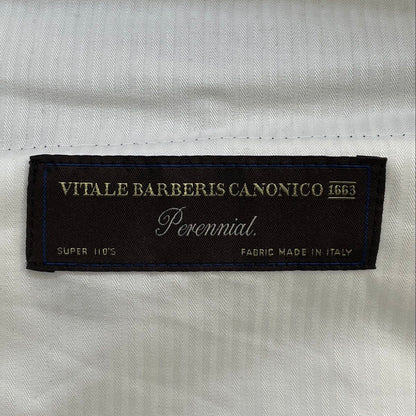 VITALE BARBERIS CANONICO 1663
Perennial.
SUPER 110'S FABRIC MADE IN ITALY